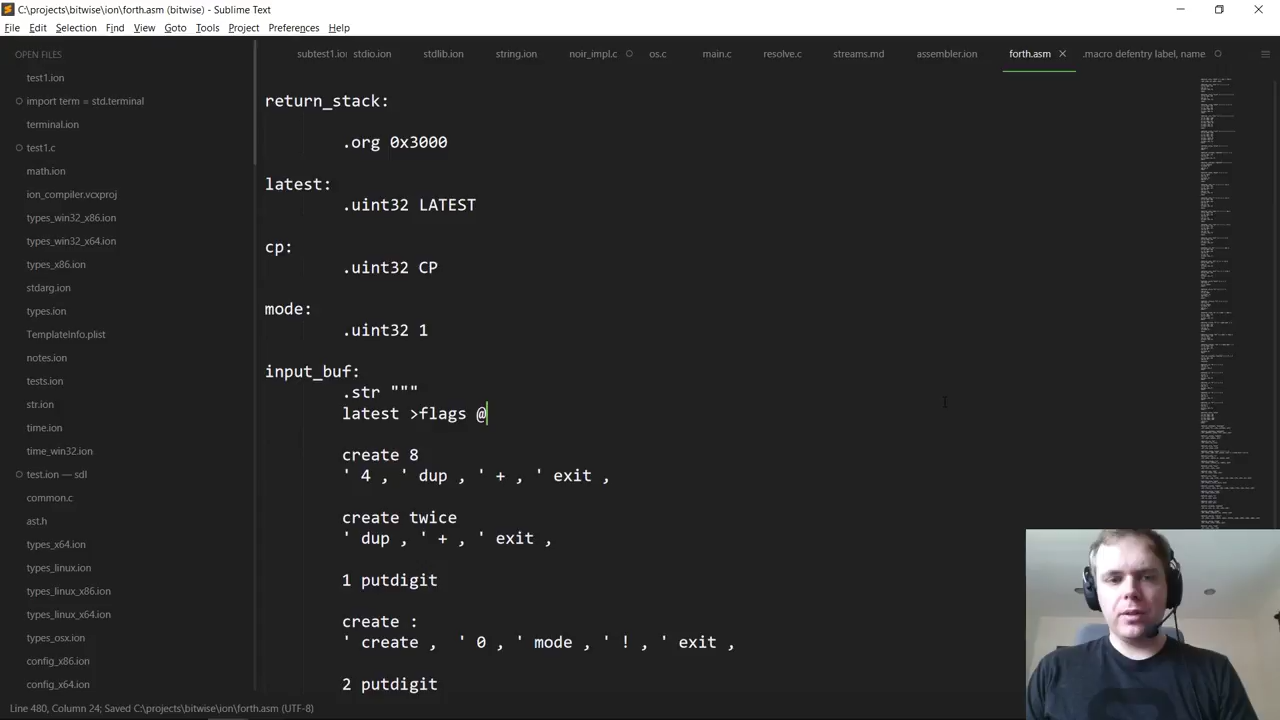 C:\projects\bitwise\ion\forth.asm (bitwise) - Sublime Text
File Edit Selection Find View Goto Tools Project Preferences Help
OPEN FILES
test1.ion
import term = std.terminal
terminal.ion
test1.c
math.ion
ion_compiler.vcxproj
types_win32_x86.ion
types_win32_x64.ion
types_x86.ion
stdarg.ion
types.ion
TemplateInfo.plist
notes.ion
tests.ion
str.ion
time.ion
time_win32.ion
test.ion — sdl
common.c
ast.h
types_x64.ion
types_linux.ion
types_linux_x86.ion
types_linux_x64.ion
types_osx.ion
config_x86.ion
config_x64.ion
subtest1.ion stdio.ion stdlib.ion string.ion noir_impl.c os.c main.c resolve.c streams.md assembler.ion forth.asm .macro defentry label, name
return_stack:
.org 0x3000
latest:
.uint32 LATEST
cp:
.uint32 CP
mode:
.uint32 1
input_buf:
.str """
latest >flags @
create 8
' 4 , ' dup , ' + , ' exit ,
create twice
' dup , ' + , ' exit ,
1 putdigit
create :
' create , ' 0 , ' mode , ' ! , ' exit ,
2 putdigit
Line 480, Column 24; Saved C:\projects\bitwise\ion\forth.asm (UTF-8)